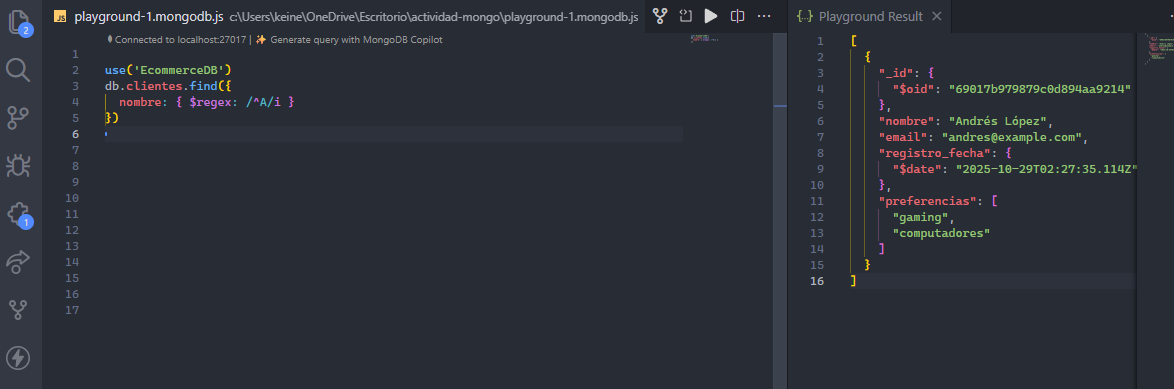 2
1
JS playground-1.mongodb.js c:\Users\keine\OneDrive\Escritorio\actividad-mongo\playground-1.mongodb.js
Connected to localhost:27017 | ✨ Generate query with MongoDB Copilot
1
2 use('EcommerceDB')
3 db.clientes.find({
4 nombre: { $regex: /^A/i }
5 })
6
7
8
9
10
11
12
13
14
15
16
17
{..} Playground Result
1 [
2 {
3 "_id": {
4 "$oid": "69017b979879c0d894aa9214"
5 },
6 "nombre": "Andrés López",
7 "email": "andres@example.com",
8 "registro_fecha": {
9 "$date": "2025-10-29T02:27:35.114Z"
10 },
11 "preferencias": [
12 "gaming",
13 "computadores"
14 ]
15 }
16 ]